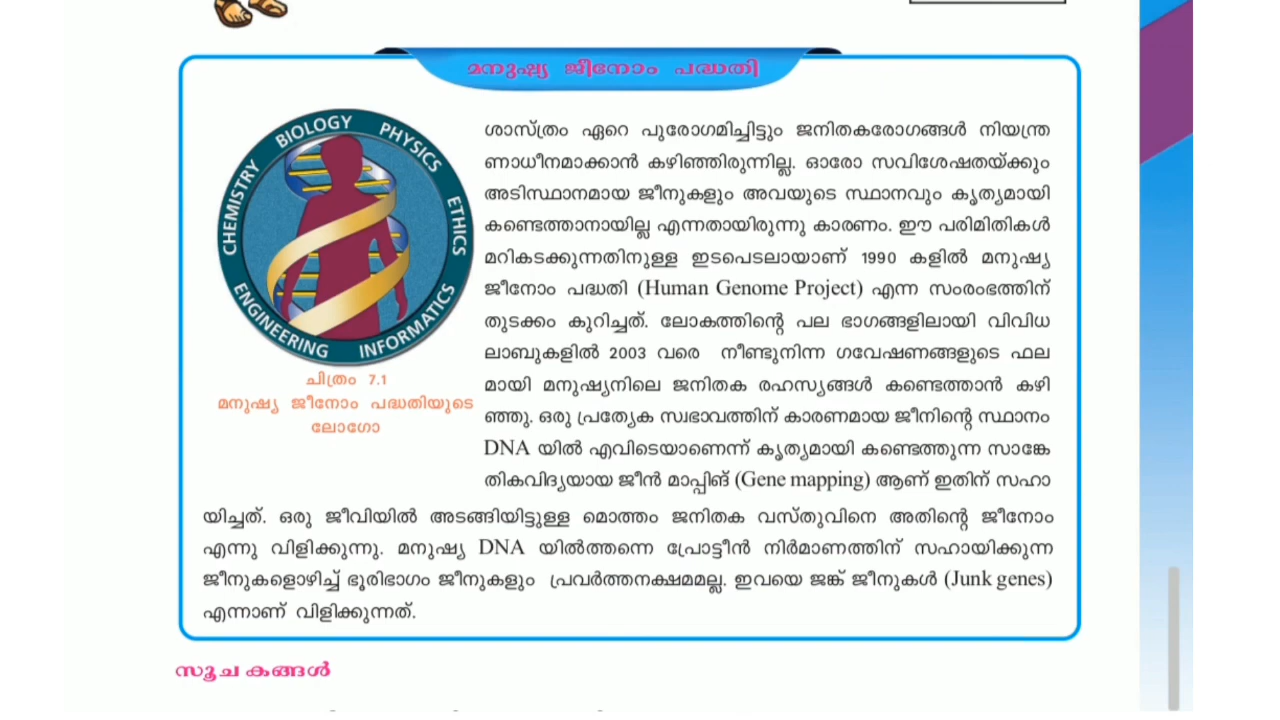 മനുഷ്യ ജീനോം പദ്ധതി
CHEMISTRY BIOLOGY PHYSICS ETHICS
ENGINEERING INFORMATICS
ചിത്രം 7.1
മനുഷ്യ ജീനോം പദ്ധതിയുടെ
ലോഗോ
ശാസ്ത്രം ഏറെ പുരോഗമിച്ചിട്ടും ജനിതകരോഗങ്ങൾ നിയന്ത്ര
ണാധീനമാക്കാൻ കഴിഞ്ഞിരുന്നില്ല. ഓരോ സവിശേഷതയ്ക്കും
അടിസ്ഥാനമായ ജീനുകളും അവയുടെ സ്ഥാനവും കൃത്യമായി
കണ്ടെത്താനായില്ല എന്നതായിരുന്നു കാരണം. ഈ പരിമിതികൾ
മറികടക്കുന്നതിനുള്ള ഇടപെടലായാണ് 1990 കളിൽ മനുഷ്യ
ജീനോം പദ്ധതി (Human Genome Project) എന്ന സംരംഭത്തിന്
തുടക്കം കുറിച്ചത്. ലോകത്തിന്റെ പല ഭാഗങ്ങളിലായി വിവിധ
ലാബുകളിൽ 2003 വരെ നീണ്ടുനിന്ന ഗവേഷണങ്ങളുടെ ഫല
മായി മനുഷ്യനിലെ ജനിതക രഹസ്യങ്ങൾ കണ്ടെത്താൻ കഴി
ഞ്ഞു. ഒരു പ്രത്യേക സ്വഭാവത്തിന് കാരണമായ ജീനിന്റെ സ്ഥാനം
DNA യിൽ എവിടെയാണെന്ന് കൃത്യമായി കണ്ടെത്തുന്ന സാങ്കേ
തികവിദ്യയായ ജീൻ മാപ്പിങ് (Gene mapping) ആണ് ഇതിന് സഹാ
യിച്ചത്. ഒരു ജീവിയിൽ അടങ്ങിയിട്ടുള്ള മൊത്തം ജനിതക വസ്തുവിനെ അതിന്റെ ജീനോം
എന്നു വിളിക്കുന്നു. മനുഷ്യ DNA യിൽത്തന്നെ പ്രോട്ടീൻ നിർമാണത്തിന് സഹായിക്കുന്ന
ജീനുകളൊഴിച്ച് ഭൂരിഭാഗം ജീനുകളും പ്രവർത്തനക്ഷമമല്ല. ഇവയെ ജങ്ക് ജീനുകൾ (Junk genes)
എന്നാണ് വിളിക്കുന്നത്.
സൂചകങ്ങൾ